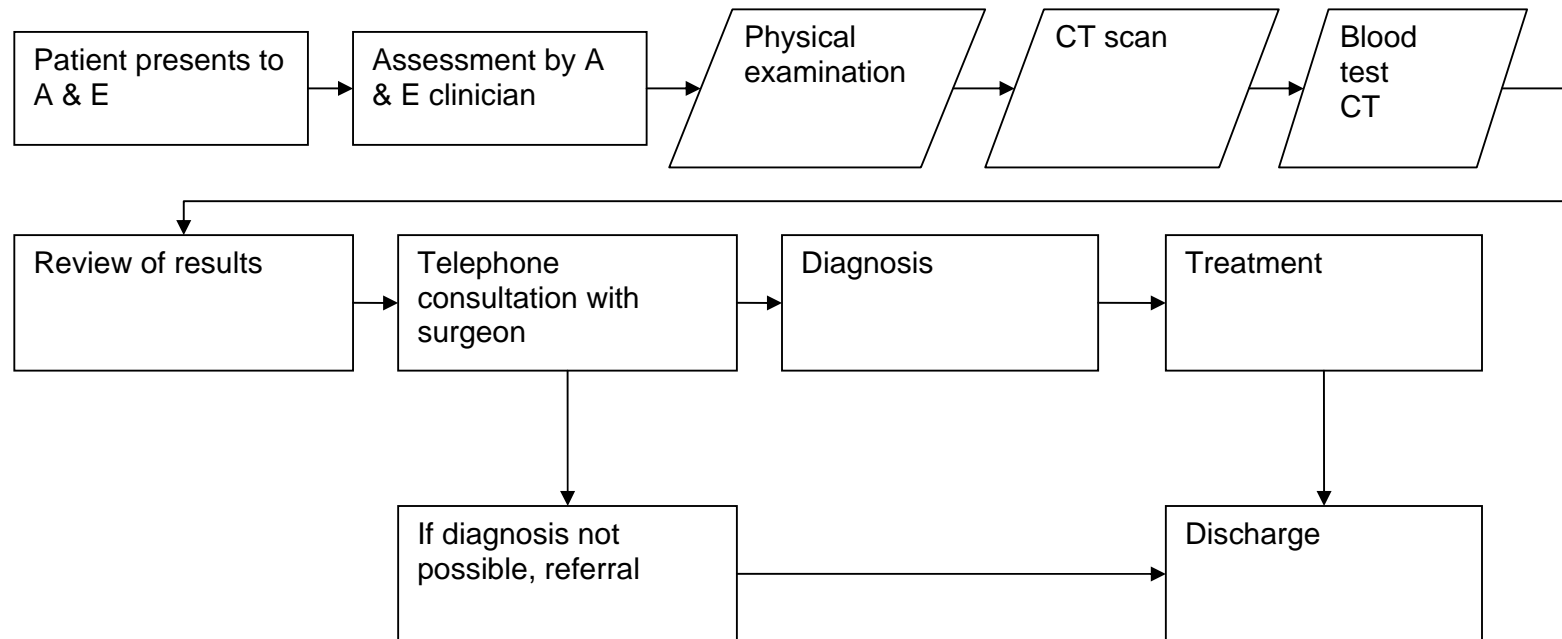 Patient presents to
A & E
Assessment by A
& E clinician
Physical
examination
CT scan
Blood
test
CT
Review of results
Telephone
consultation with
surgeon
Diagnosis
Treatment
If diagnosis not
possible, referral
Discharge